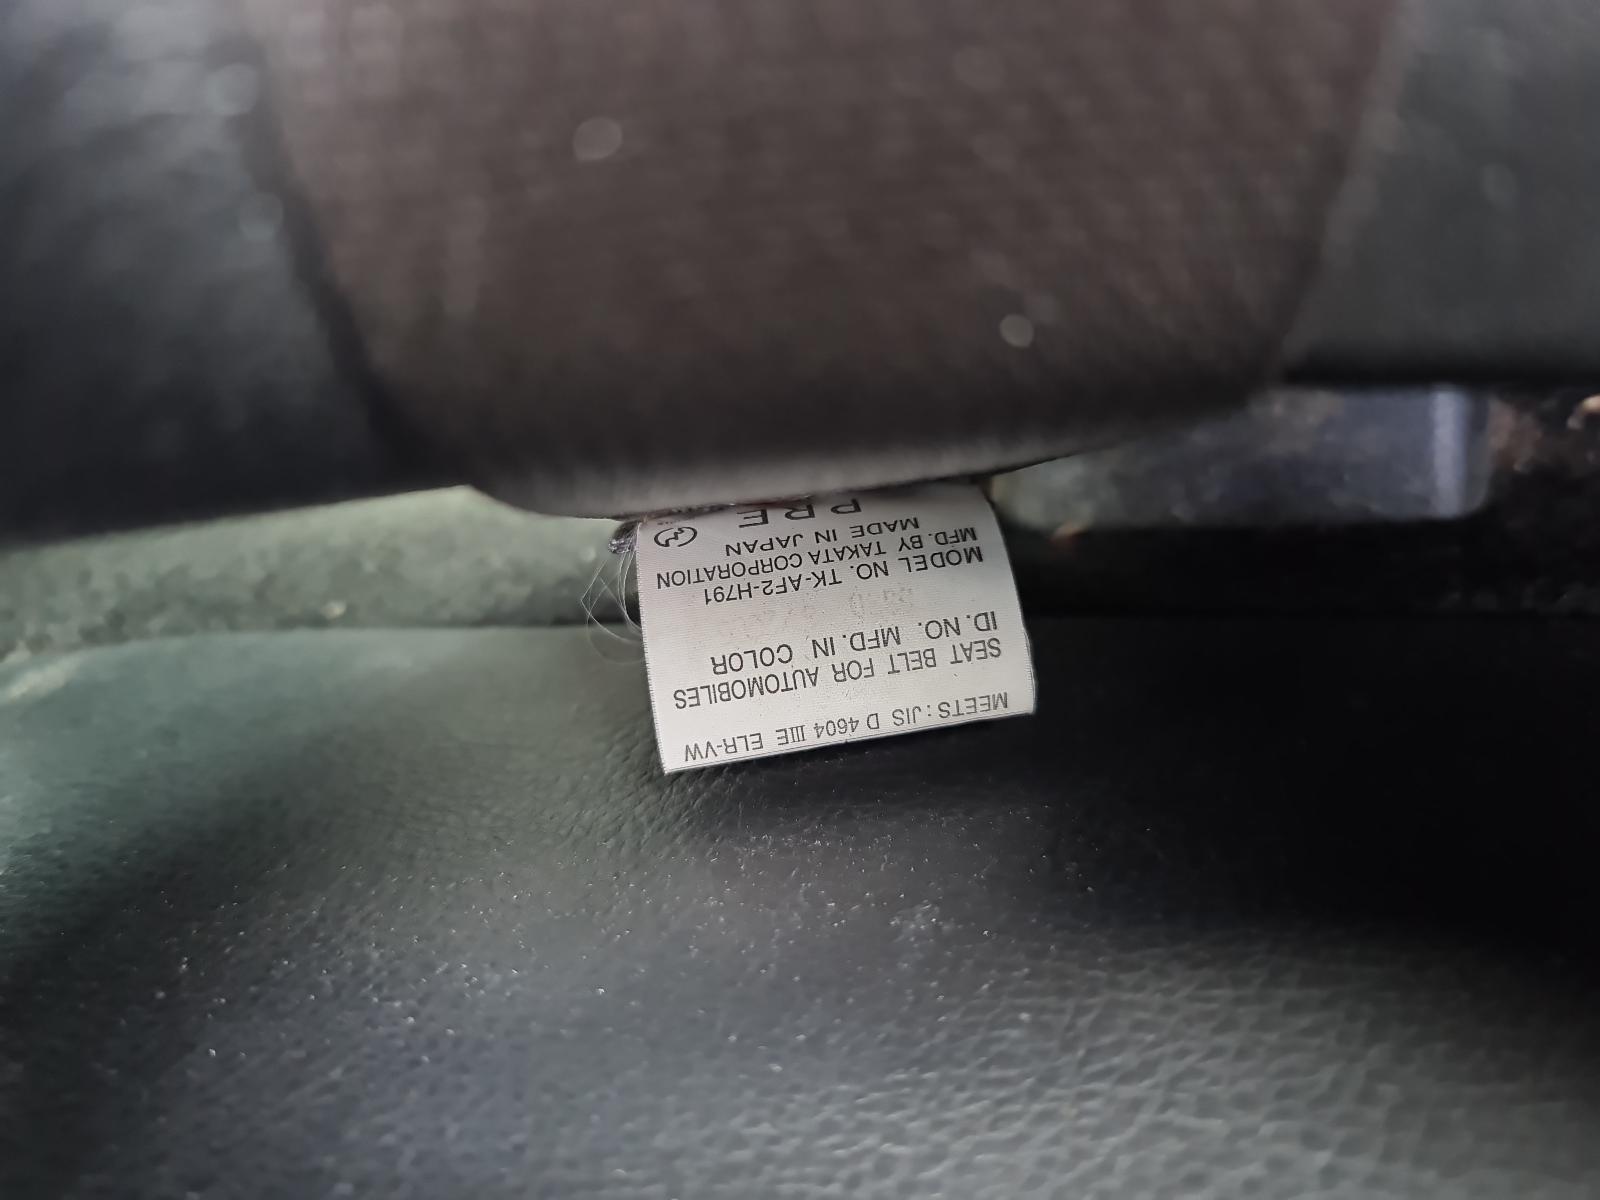 MEETS : JIS D 4604 IIIE ELR-VW
SEAT BELT FOR AUTOMOBILES
ID. NO. MFD. IN COLOR
MODEL NO. TK-AF2-H791
MFD. BY TAKATA CORPORATION
MADE IN JAPAN
PRE